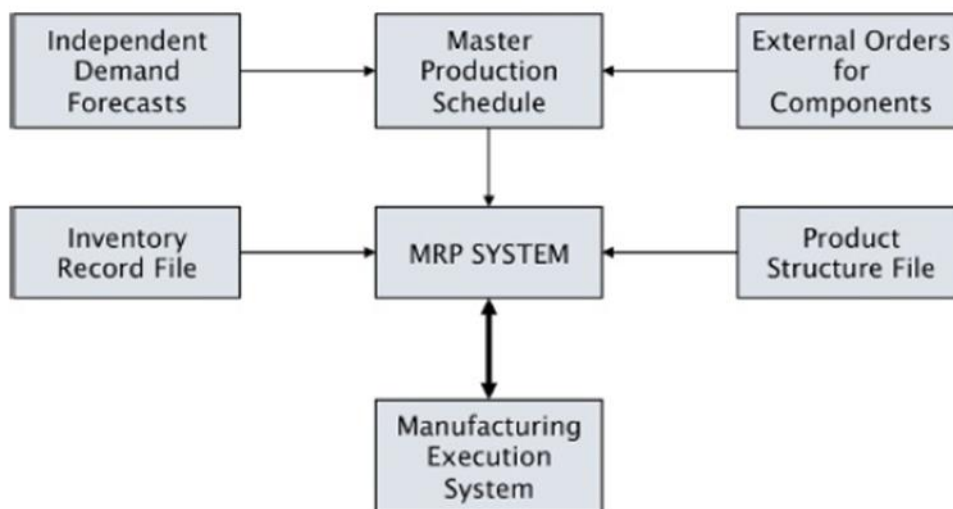 Independent
Demand
Forecasts
Master
Production
Schedule
External Orders
for
Components
Inventory
Record File
MRP SYSTEM
Product
Structure File
Manufacturing
Execution
System